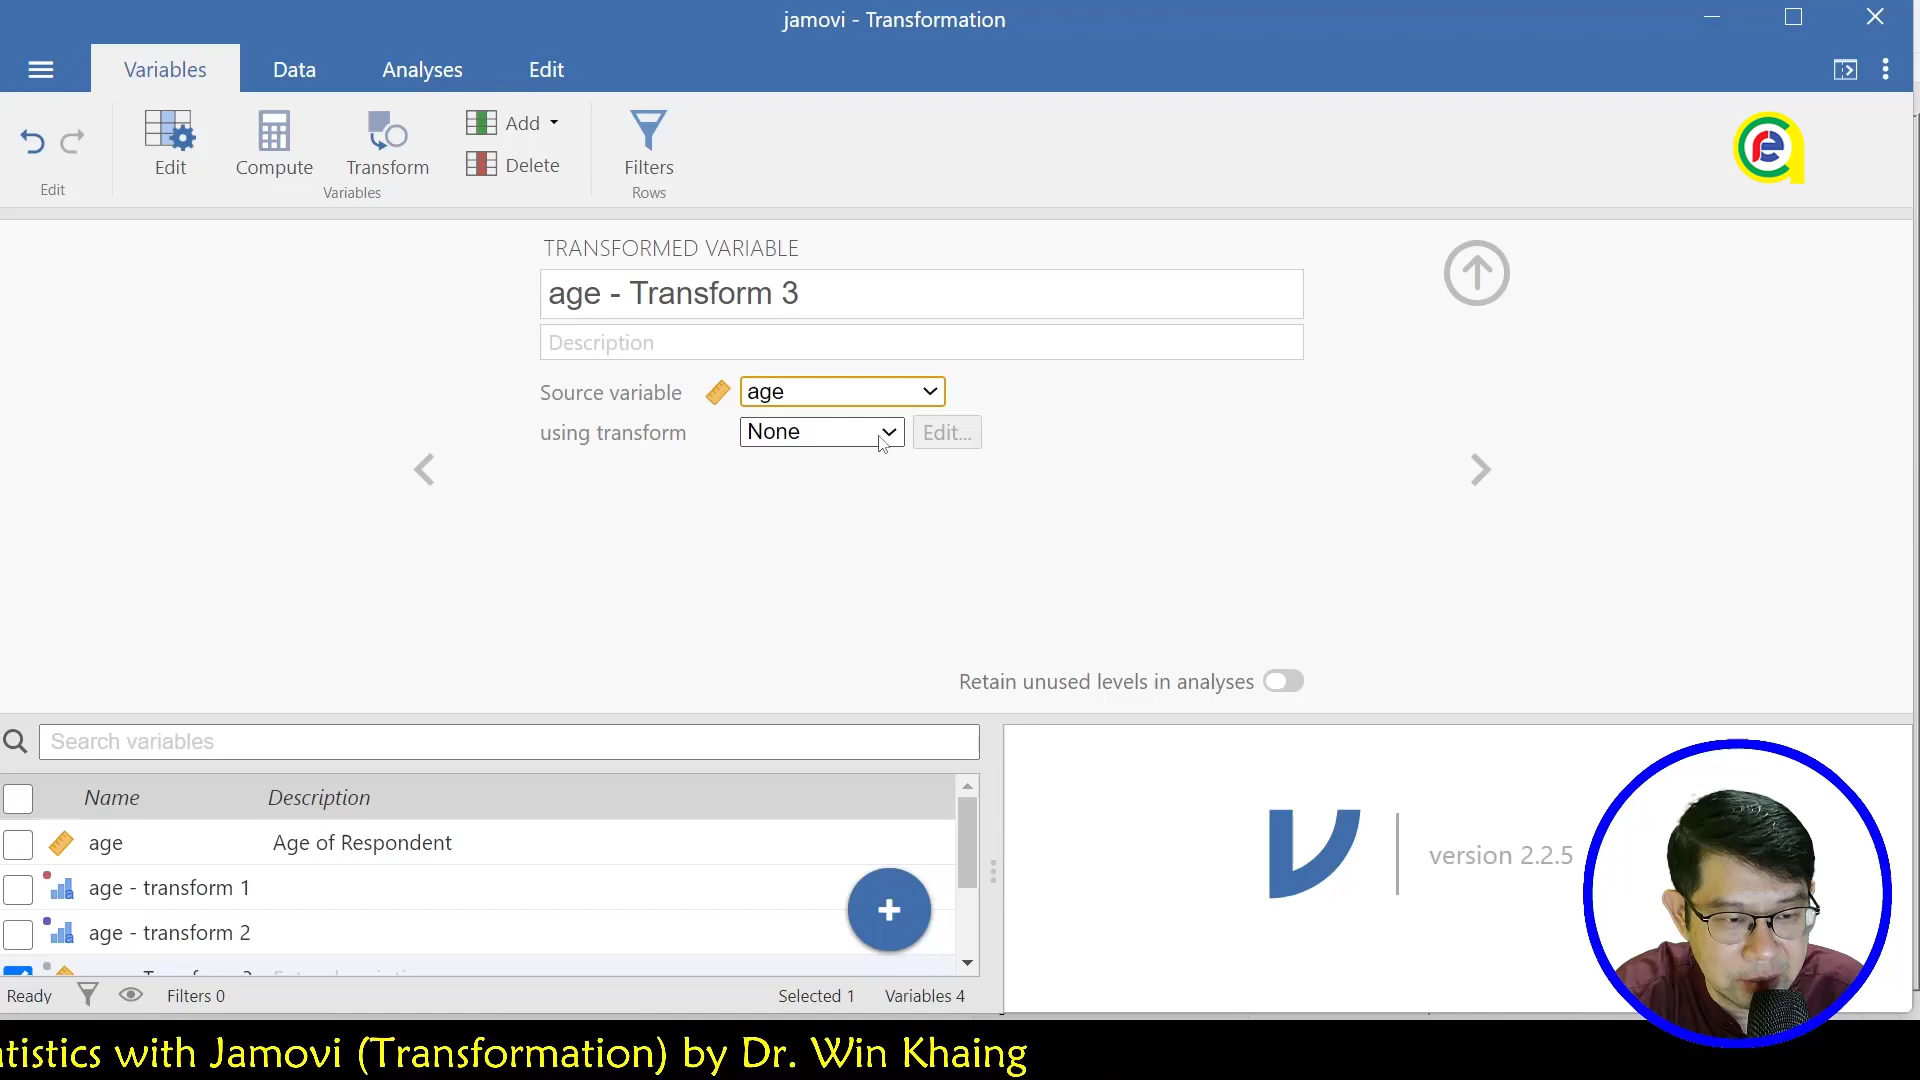 jamovi - Transformation
Variables
Data
Analyses
Edit
Edit
Compute
Transform
Add
Delete
Filters
Edit
Variables
Rows
TRANSFORMED VARIABLE
age - Transform 3
Description
Source variable
age
using transform
None
Edit...
Retain unused levels in analyses
Search variables
Name
Description
age
Age of Respondent
age - transform 1
age - transform 2
version 2.2.5
Ready
Filters 0
Selected 1
Variables 4
tistics with Jamovi (Transformation) by Dr. Win Khaing